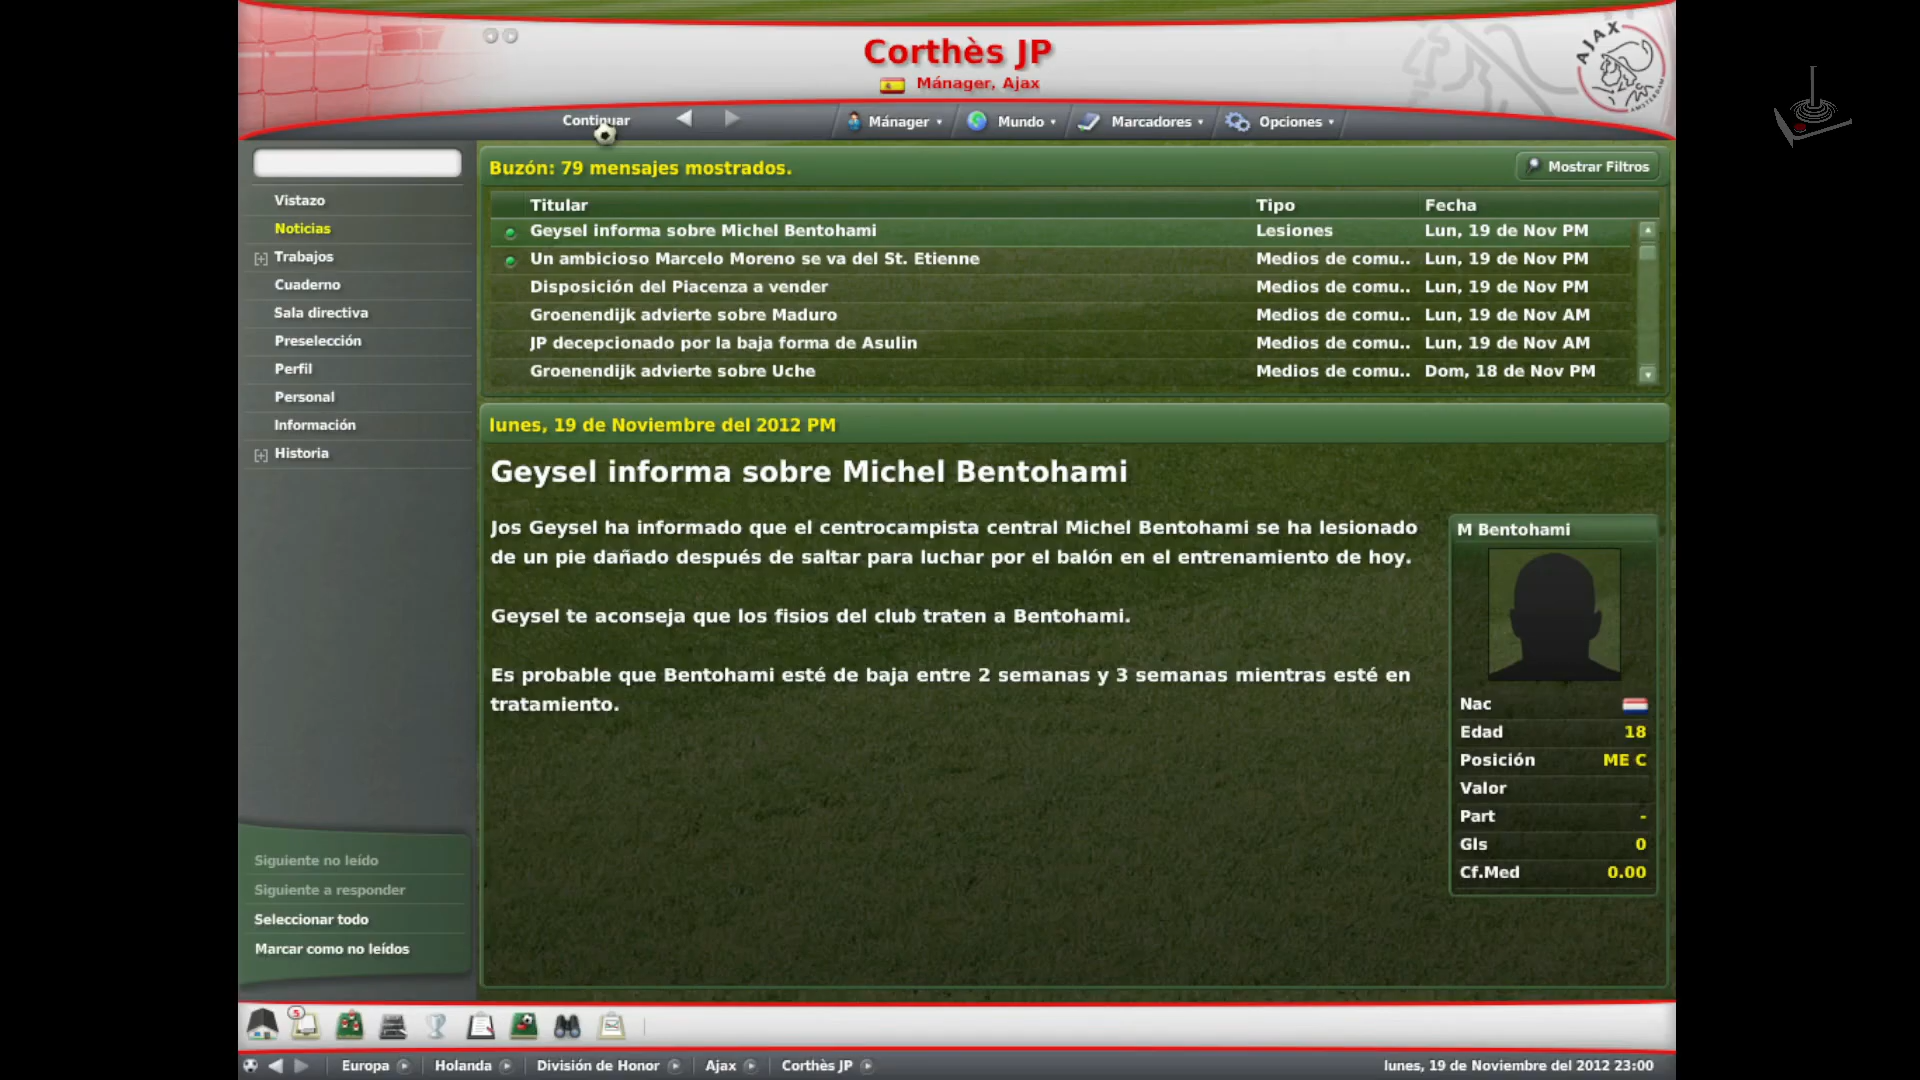 Corthès JP
Mánager, Ajax
AJAX
AMSTERDAM
Continuar
Mánager
Mundo
Marcadores
Opciones
Vistazo
Noticias
[+] Trabajos
Cuaderno
Sala directiva
Preselección
Perfil
Personal
Información
[+] Historia
Buzón: 79 mensajes mostrados.
Mostrar Filtros
Titular Tipo Fecha
Geysel informa sobre Michel Bentohami Lesiones Lun, 19 de Nov PM
Un ambicioso Marcelo Moreno se va del St. Etienne Medios de comu.. Lun, 19 de Nov PM
Disposición del Piacenza a vender Medios de comu.. Lun, 19 de Nov PM
Groenendijk advierte sobre Maduro Medios de comu.. Lun, 19 de Nov AM
JP decepcionado por la baja forma de Asulin Medios de comu.. Lun, 19 de Nov AM
Groenendijk advierte sobre Uche Medios de comu.. Dom, 18 de Nov PM
lunes, 19 de Noviembre del 2012 PM
Geysel informa sobre Michel Bentohami
Jos Geysel ha informado que el centrocampista central Michel Bentohami se ha lesionado
de un pie dañado después de saltar para luchar por el balón en el entrenamiento de hoy.
Geysel te aconseja que los fisios del club traten a Bentohami.
Es probable que Bentohami esté de baja entre 2 semanas y 3 semanas mientras esté en
tratamiento.
M Bentohami
Nac
Edad 18
Posición ME C
Valor
Part -
Gls 0
Cf.Med 0.00
Siguiente no leído
Siguiente a responder
Seleccionar todo
Marcar como no leídos
5
Europa Holanda División de Honor Ajax Corthès JP lunes, 19 de Noviembre del 2012 23:00